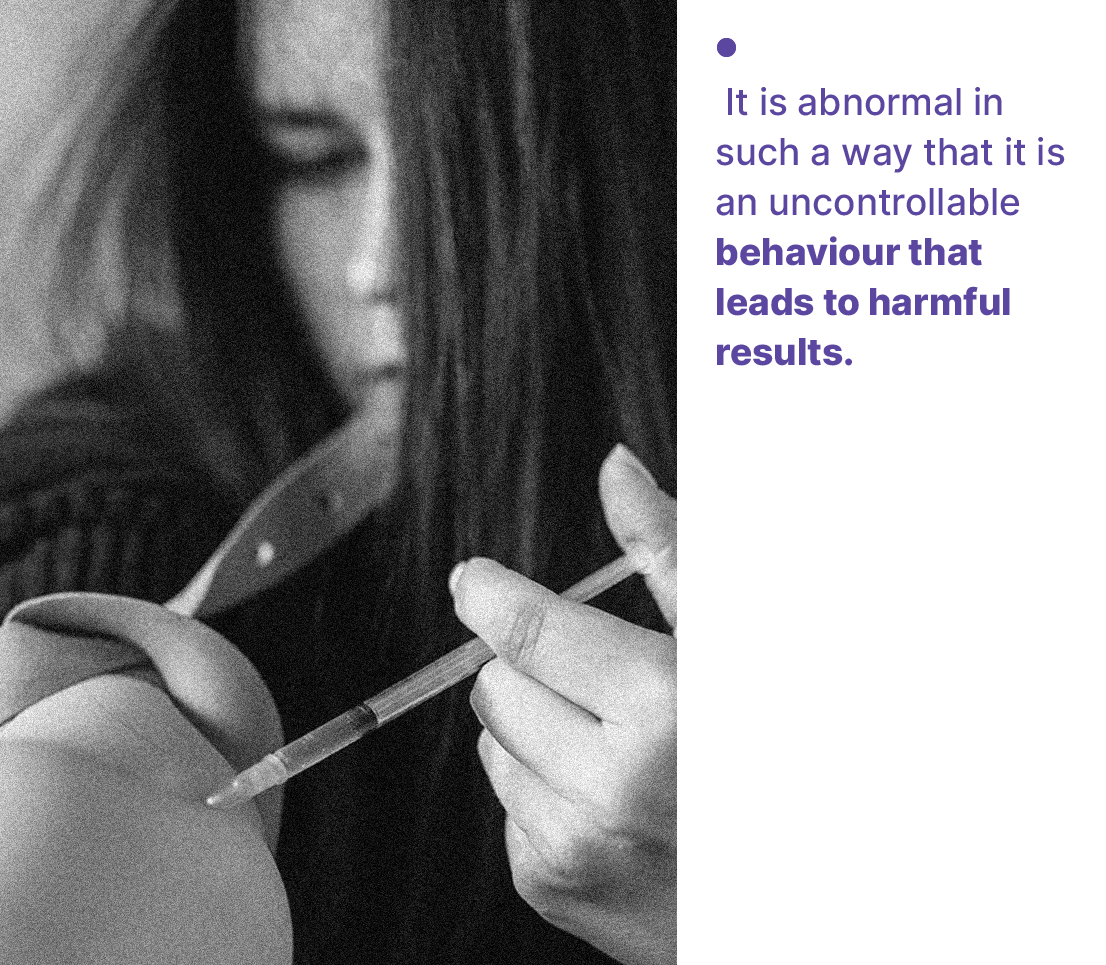 It is abnormal in
such a way that it is
an uncontrollable
behaviour that
leads to harmful
results.